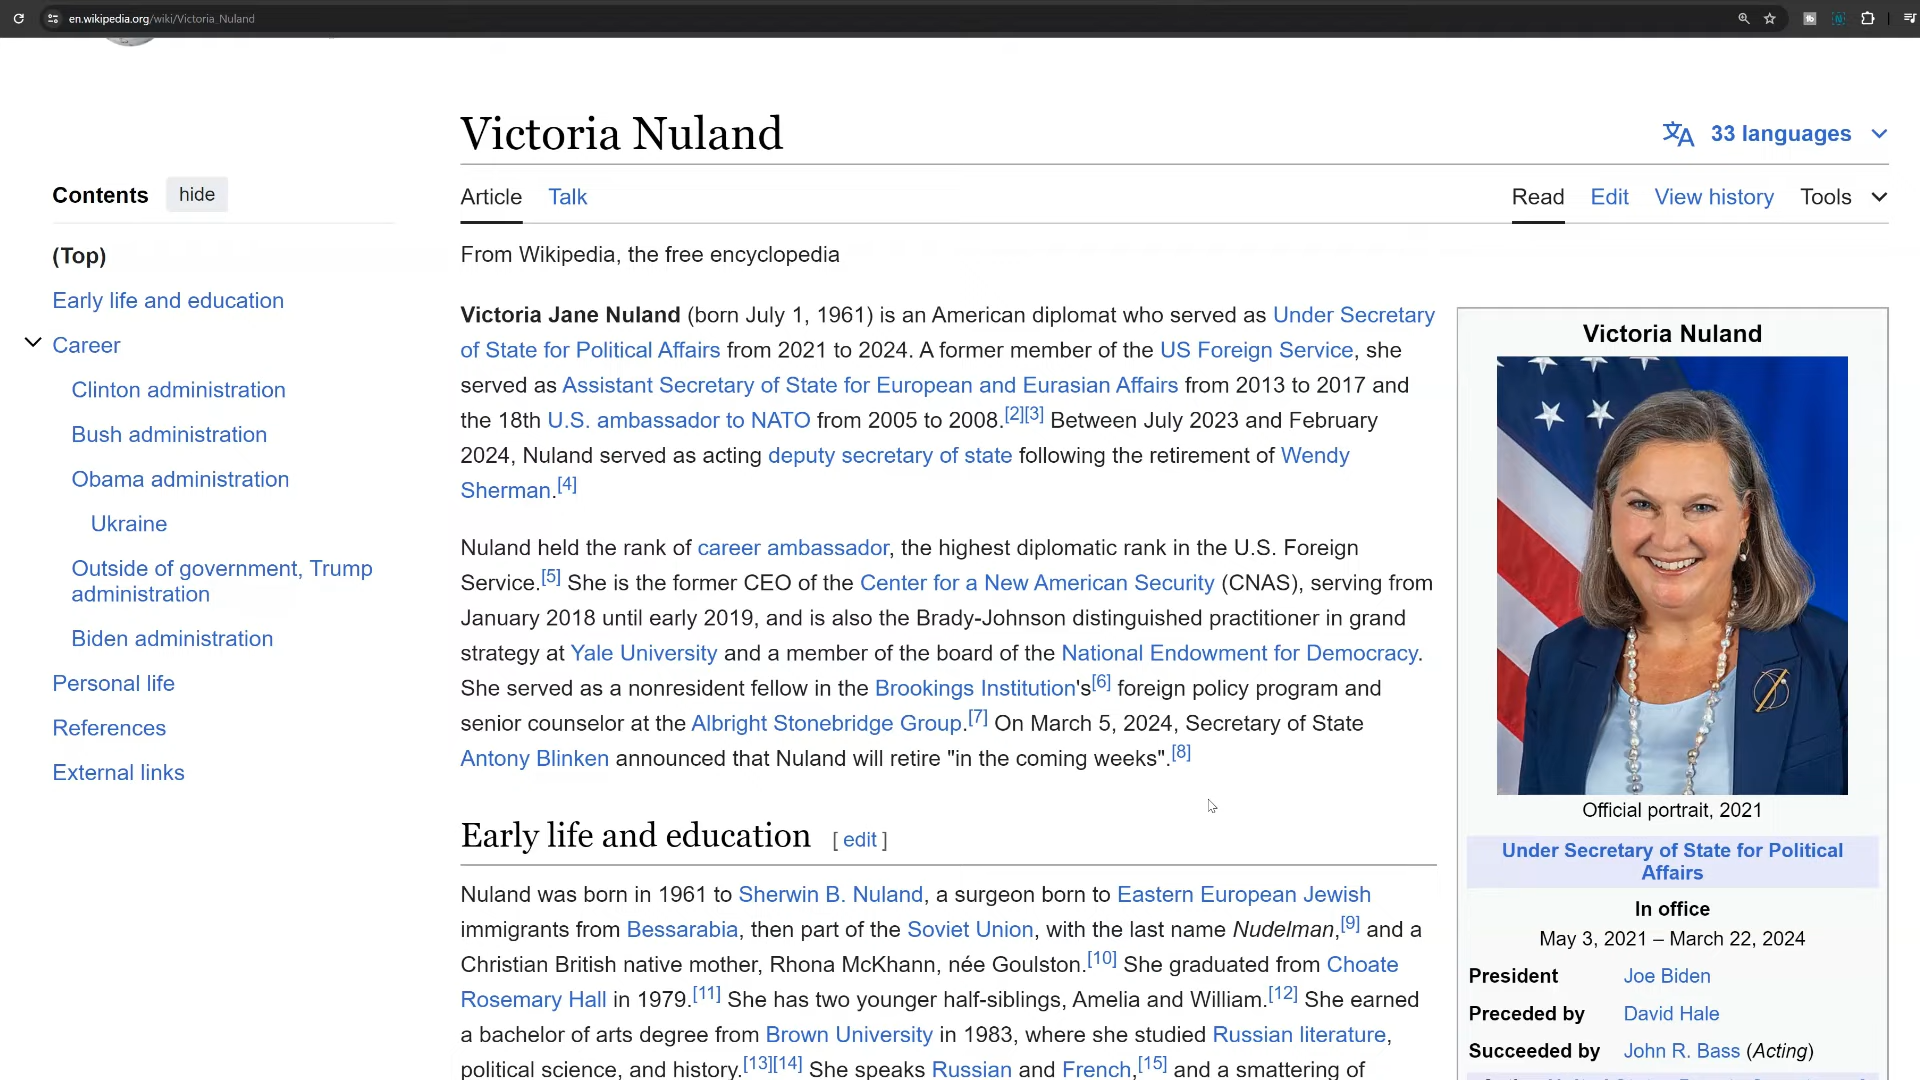 en.wikipedia.org/wiki/Victoria_Nuland
Victoria Nuland
33 languages
Contents hide
Article Talk
Read Edit View history Tools
(Top)
Early life and education
Career
Clinton administration
Bush administration
Obama administration
Ukraine
Outside of government, Trump
administration
Biden administration
Personal life
References
External links
From Wikipedia, the free encyclopedia
Victoria Jane Nuland (born July 1, 1961) is an American diplomat who served as Under Secretary
of State for Political Affairs from 2021 to 2024. A former member of the US Foreign Service, she
served as Assistant Secretary of State for European and Eurasian Affairs from 2013 to 2017 and
the 18th U.S. ambassador to NATO from 2005 to 2008.[2][3] Between July 2023 and February
2024, Nuland served as acting deputy secretary of state following the retirement of Wendy
Sherman.[4]
Nuland held the rank of career ambassador, the highest diplomatic rank in the U.S. Foreign
Service.[5] She is the former CEO of the Center for a New American Security (CNAS), serving from
January 2018 until early 2019, and is also the Brady-Johnson distinguished practitioner in grand
strategy at Yale University and a member of the board of the National Endowment for Democracy.
She served as a nonresident fellow in the Brookings Institution's[6] foreign policy program and
senior counselor at the Albright Stonebridge Group.[7] On March 5, 2024, Secretary of State
Antony Blinken announced that Nuland will retire "in the coming weeks".[8]
Early life and education [ edit ]
Nuland was born in 1961 to Sherwin B. Nuland, a surgeon born to Eastern European Jewish
immigrants from Bessarabia, then part of the Soviet Union, with the last name Nudelman,[9] and a
Christian British native mother, Rhona McKhann, née Goulston.[10] She graduated from Choate
Rosemary Hall in 1979.[11] She has two younger half-siblings, Amelia and William.[12] She earned
a bachelor of arts degree from Brown University in 1983, where she studied Russian literature,
political science, and history.[13][14] She speaks Russian and French,[15] and a smattering of
Victoria Nuland
Official portrait, 2021
Under Secretary of State for Political
Affairs
In office
May 3, 2021 – March 22, 2024
President Joe Biden
Preceded by David Hale
Succeeded by John R. Bass (Acting)